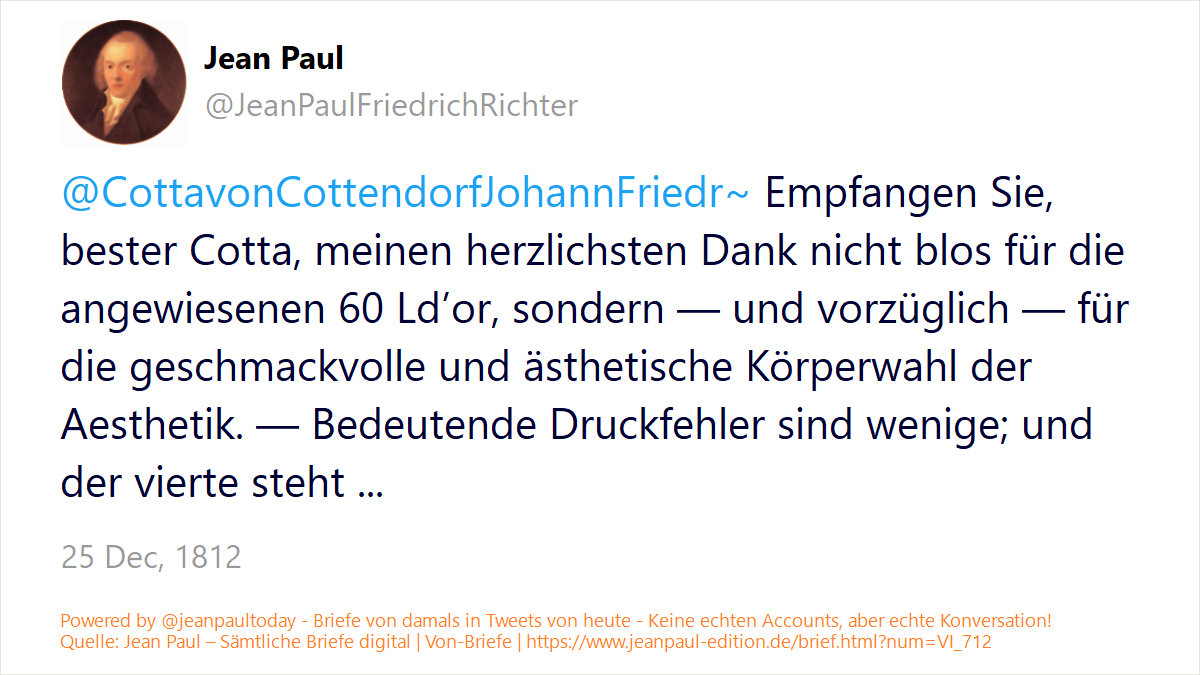 Jean Paul
@JeanPaulFriedrichRichter
@CottavonCottendorfJohannFriedr~ Empfangen Sie,
bester Cotta, meinen herzlichsten Dank nicht blos für die
angewiesenen 60 Ld’or, sondern — und vorzüglich — für
die geschmackvolle und ästhetische Körperwahl der
Aesthetik. — Bedeutende Druckfehler sind wenige; und
der vierte steht ...
25 Dec, 1812
Powered by @jeanpaultoday - Briefe von damals in Tweets von heute - Keine echten Accounts, aber echte Konversation!
Quelle: Jean Paul – Sämtliche Briefe digital | Von-Briefe | https://www.jeanpaul-edition.de/brief.html?num=VI_712